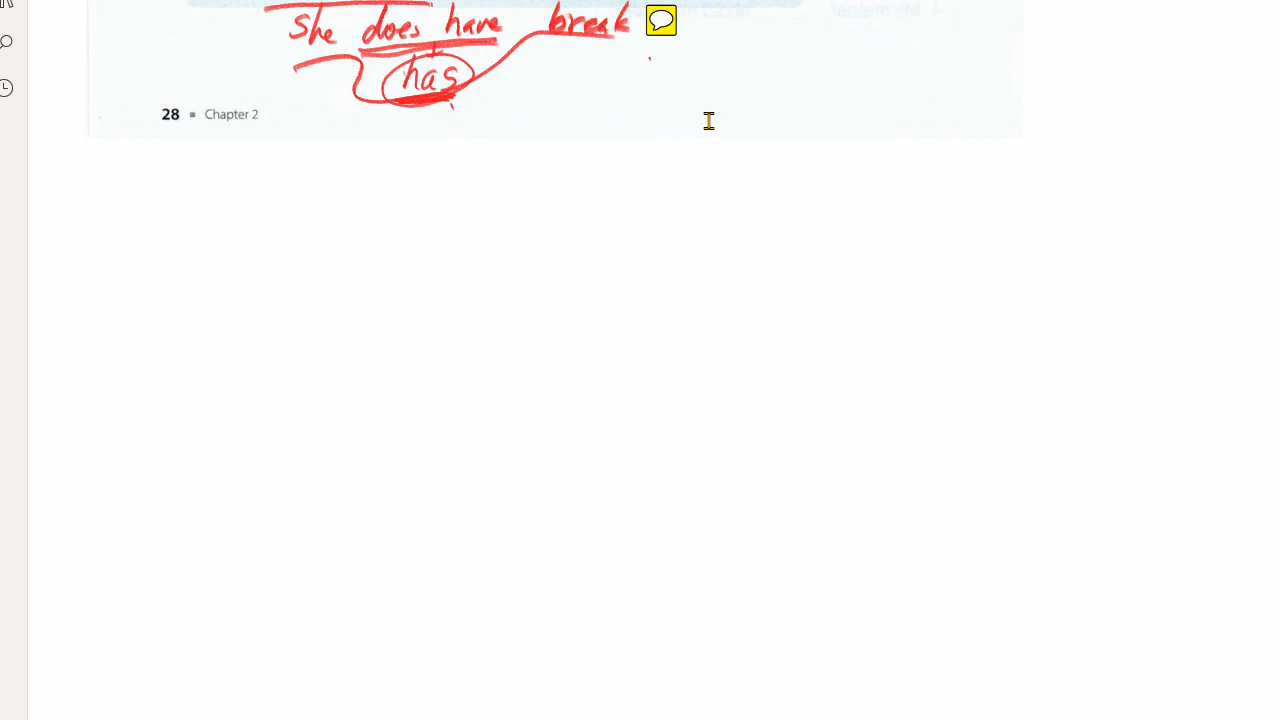 She does have break
has
28 ■ Chapter 2